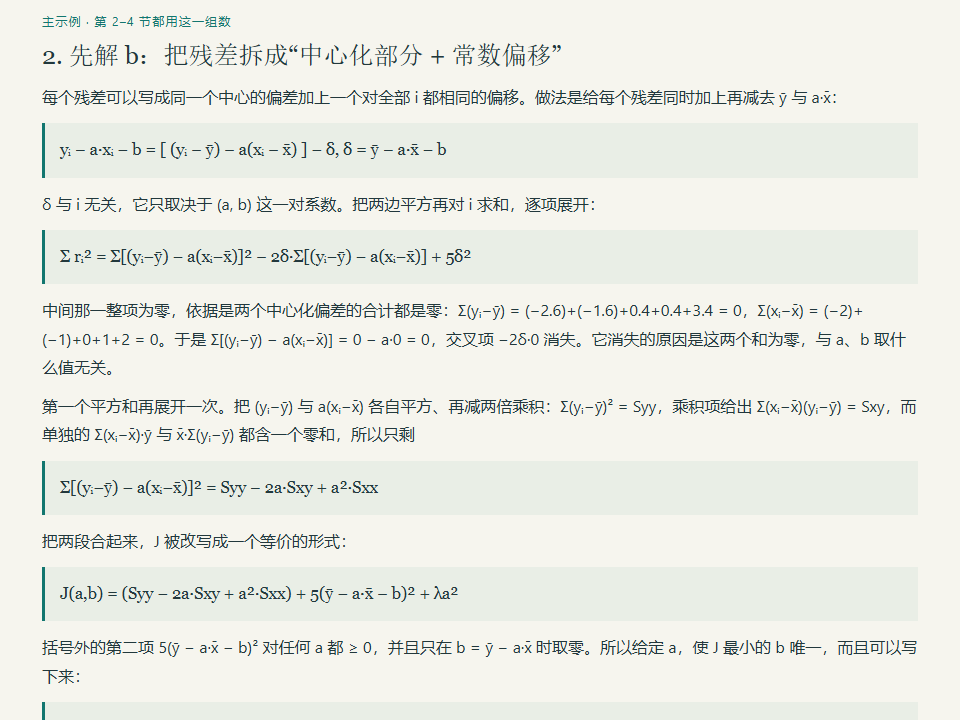 主示例 · 第 2–4 节都用这一组数
2. 先解 b：把残差拆成“中心化部分 + 常数偏移”
每个残差可以写成同一个中心的偏差加上一个对全部 i 都相同的偏移。做法是给每个残差同时加上再减去 ȳ 与 a·x̄：
yᵢ − a·xᵢ − b = [ (yᵢ − ȳ) − a(xᵢ − x̄) ] − δ, δ = ȳ − a·x̄ − b
δ 与 i 无关，它只取决于 (a, b) 这一对系数。把两边平方再对 i 求和，逐项展开：
Σ rᵢ² = Σ[(yᵢ−ȳ) − a(xᵢ−x̄)]² − 2δ·Σ[(yᵢ−ȳ) − a(xᵢ−x̄)] + 5δ²
中间那一整项为零，依据是两个中心化偏差的合计都是零：Σ(yᵢ−ȳ) = (−2.6)+(−1.6)+0.4+0.4+3.4 = 0，Σ(xᵢ−x̄) = (−2)+
(−1)+0+1+2 = 0。于是 Σ[(yᵢ−ȳ) − a(xᵢ−x̄)] = 0 − a·0 = 0，交叉项 −2δ·0 消失。它消失的原因是这两个和为零，与 a、b 取什
么值无关。
第一个平方和再展开一次。把 (yᵢ−ȳ) 与 a(xᵢ−x̄) 各自平方、再减两倍乘积：Σ(yᵢ−ȳ)² = Syy，乘积项给出 Σ(xᵢ−x̄)(yᵢ−ȳ) = Sxy，而
单独的 Σ(xᵢ−x̄)·ȳ 与 x̄·Σ(yᵢ−ȳ) 都含一个零和，所以只剩
Σ[(yᵢ−ȳ) − a(xᵢ−x̄)]² = Syy − 2a·Sxy + a²·Sxx
把两段合起来，J 被改写成一个等价的形式：
J(a,b) = (Syy − 2a·Sxy + a²·Sxx) + 5(ȳ − a·x̄ − b)² + λa²
括号外的第二项 5(ȳ − a·x̄ − b)² 对任何 a 都 ≥ 0，并且只在 b = ȳ − a·x̄ 时取零。所以给定 a，使 J 最小的 b 唯一，而且可以写
下来：